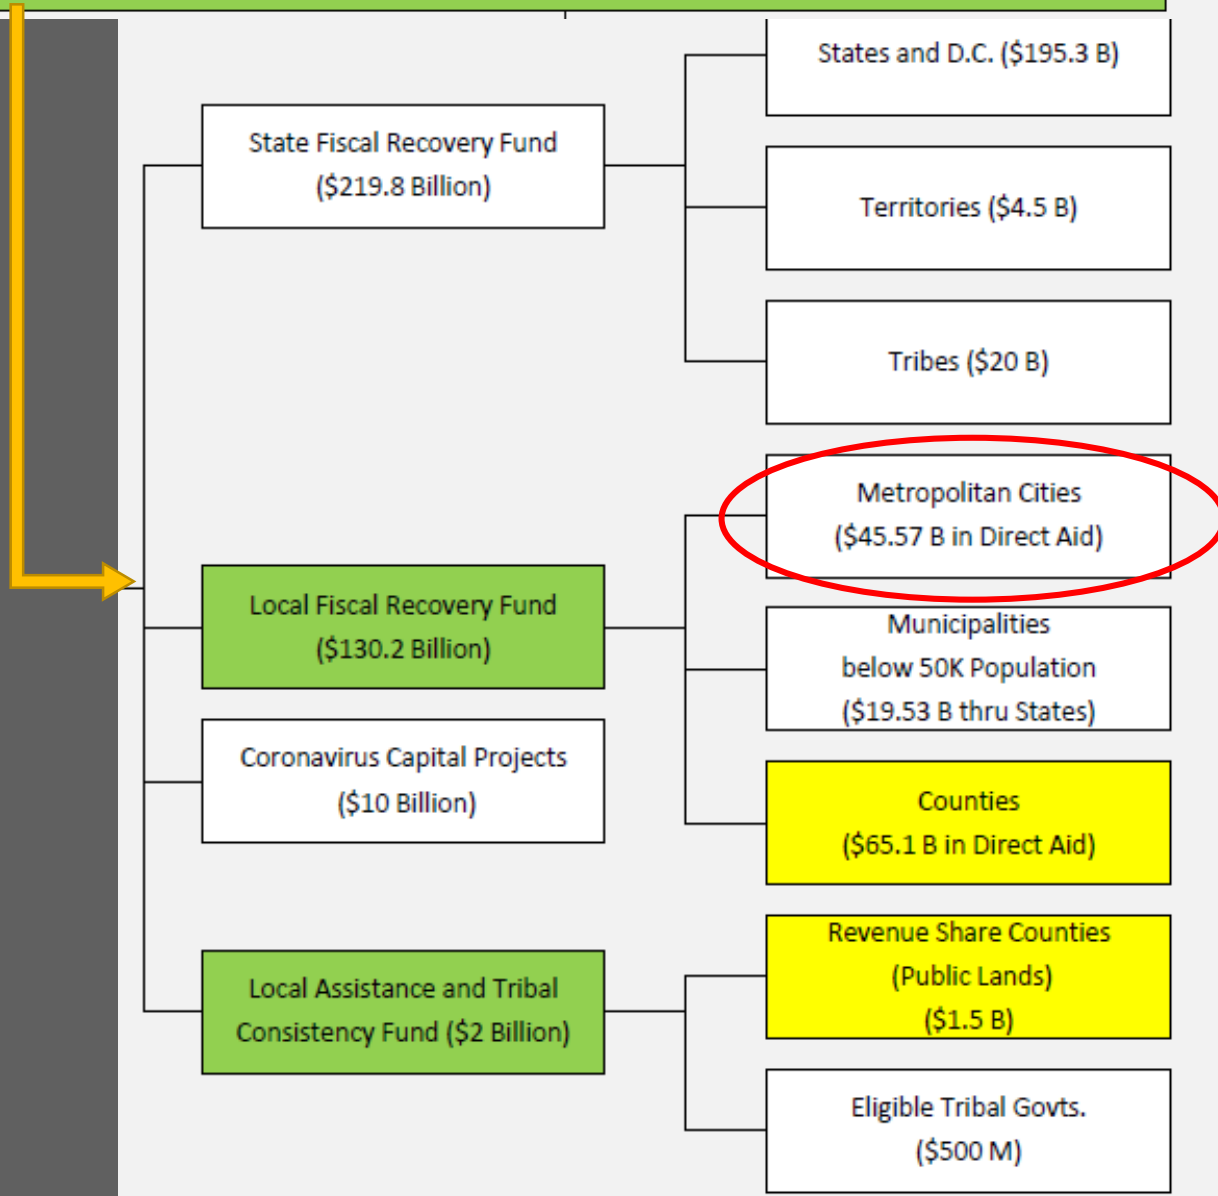 States and D.C. ($195.3 B)
State Fiscal Recovery Fund
($219.8 Billion)
Territories ($4.5 B)
Tribes ($20 B)
Metropolitan Cities
($45.57 B in Direct Aid)
Local Fiscal Recovery Fund
($130.2 Billion)
Municipalities
below 50K Population
($19.53 B thru States)
Coronavirus Capital Projects
($10 Billion)
Counties
($65.1 B in Direct Aid)
Local Assistance and Tribal
Consistency Fund ($2 Billion)
Revenue Share Counties
(Public Lands)
($1.5 B)
Eligible Tribal Govts.
($500 M)